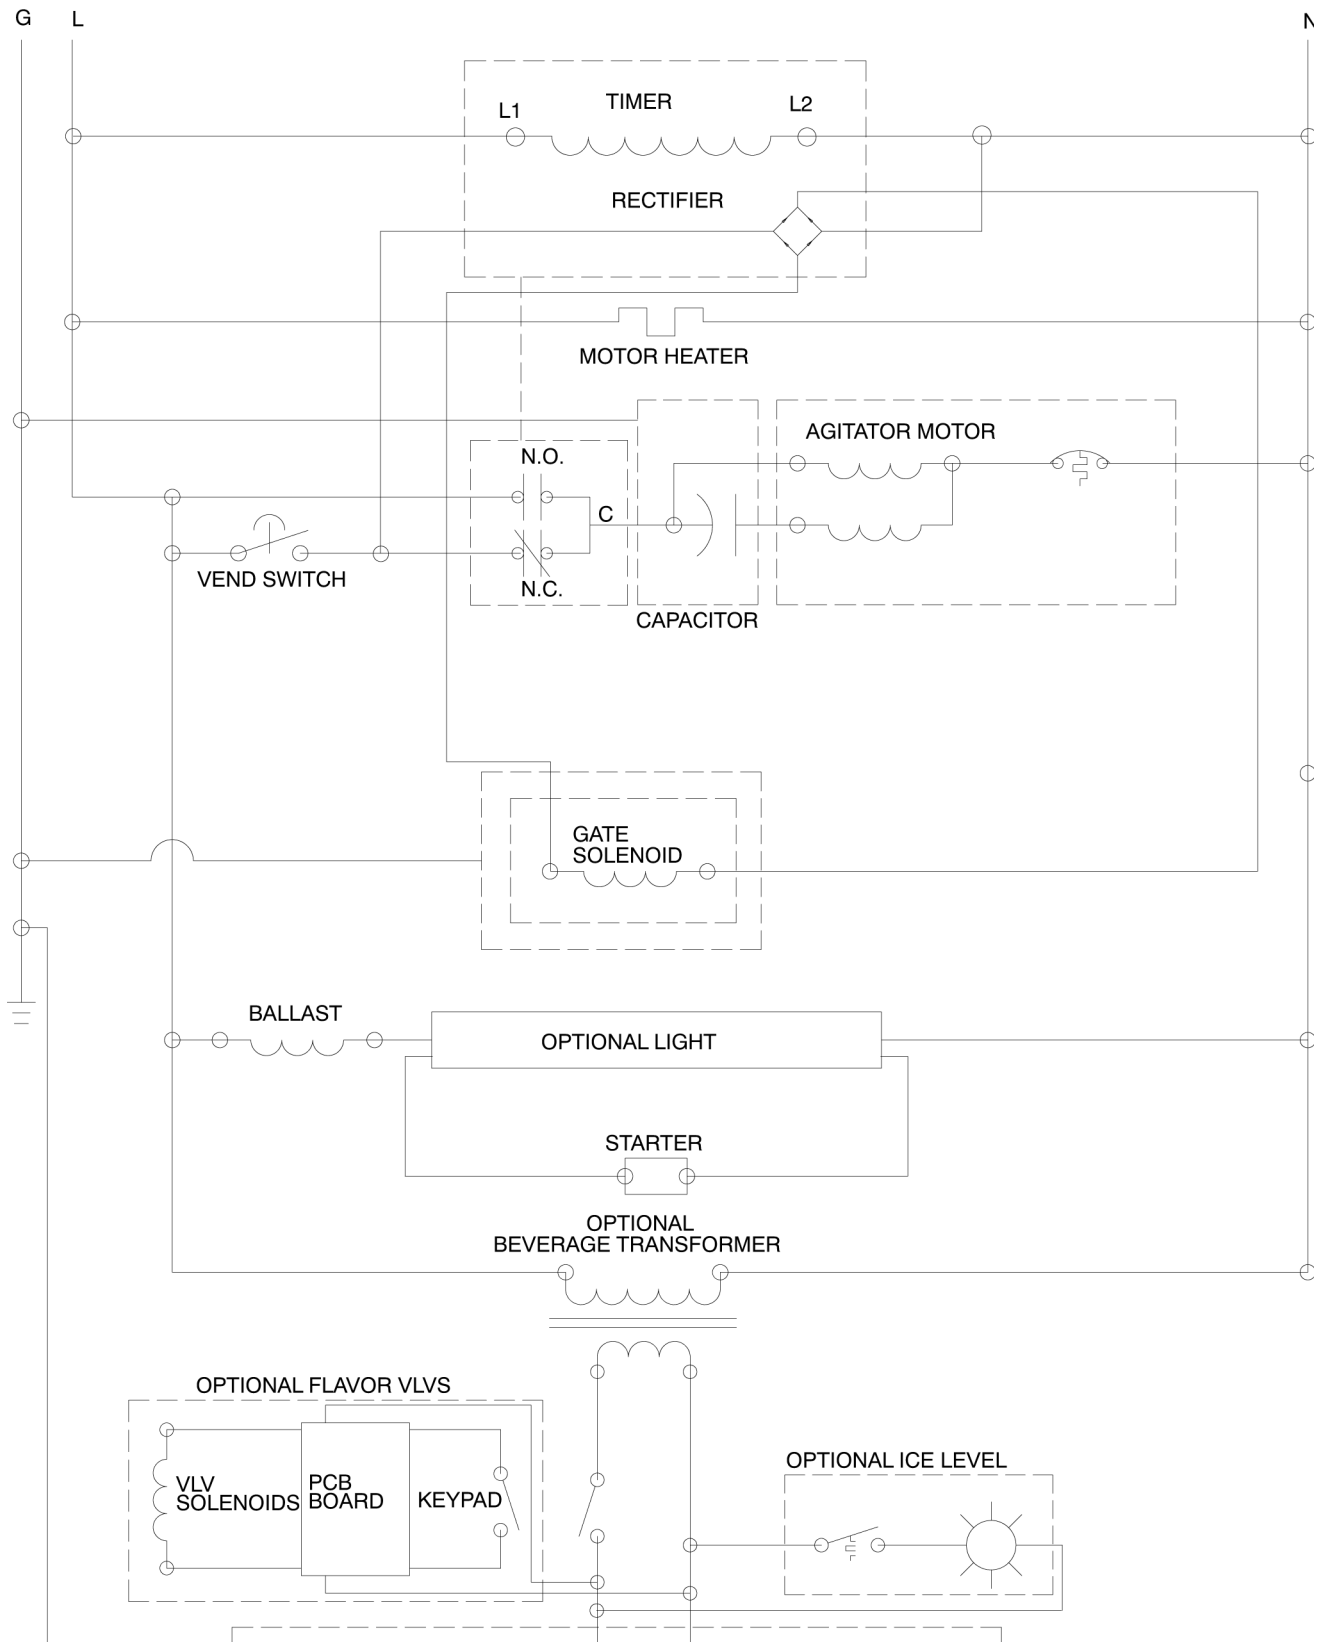 G
L
N
TIMER
L1
L2
RECTIFIER
MOTOR HEATER
AGITATOR MOTOR
N.O.
C
VEND SWITCH
N.C.
CAPACITOR
GATE
SOLENOID
BALLAST
OPTIONAL LIGHT
STARTER
OPTIONAL
BEVERAGE TRANSFORMER
OPTIONAL FLAVOR VLVS
VLV
SOLENOIDS
PCB
BOARD
KEYPAD
OPTIONAL ICE LEVEL